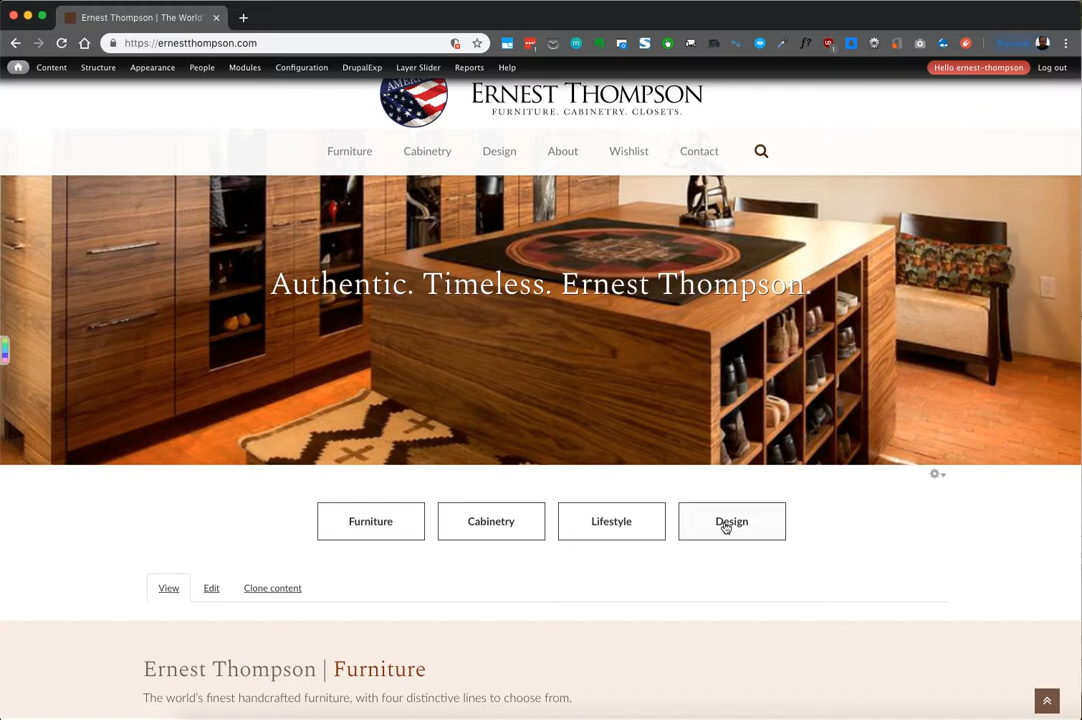 Ernest Thompson | The World'
https://ernestthompson.com
Content Structure Appearance People Modules Configuration DrupalExp Layer Slider Reports Help Hello ernest-thompson Log out
ERNEST THOMPSON
FURNITURE. CABINETRY. CLOSETS.
Furniture Cabinetry Design About Wishlist Contact
Authentic. Timeless. Ernest Thompson.
Furniture Cabinetry Lifestyle Design
View Edit Clone content
Ernest Thompson | Furniture
The world's finest handcrafted furniture, with four distinctive lines to choose from.